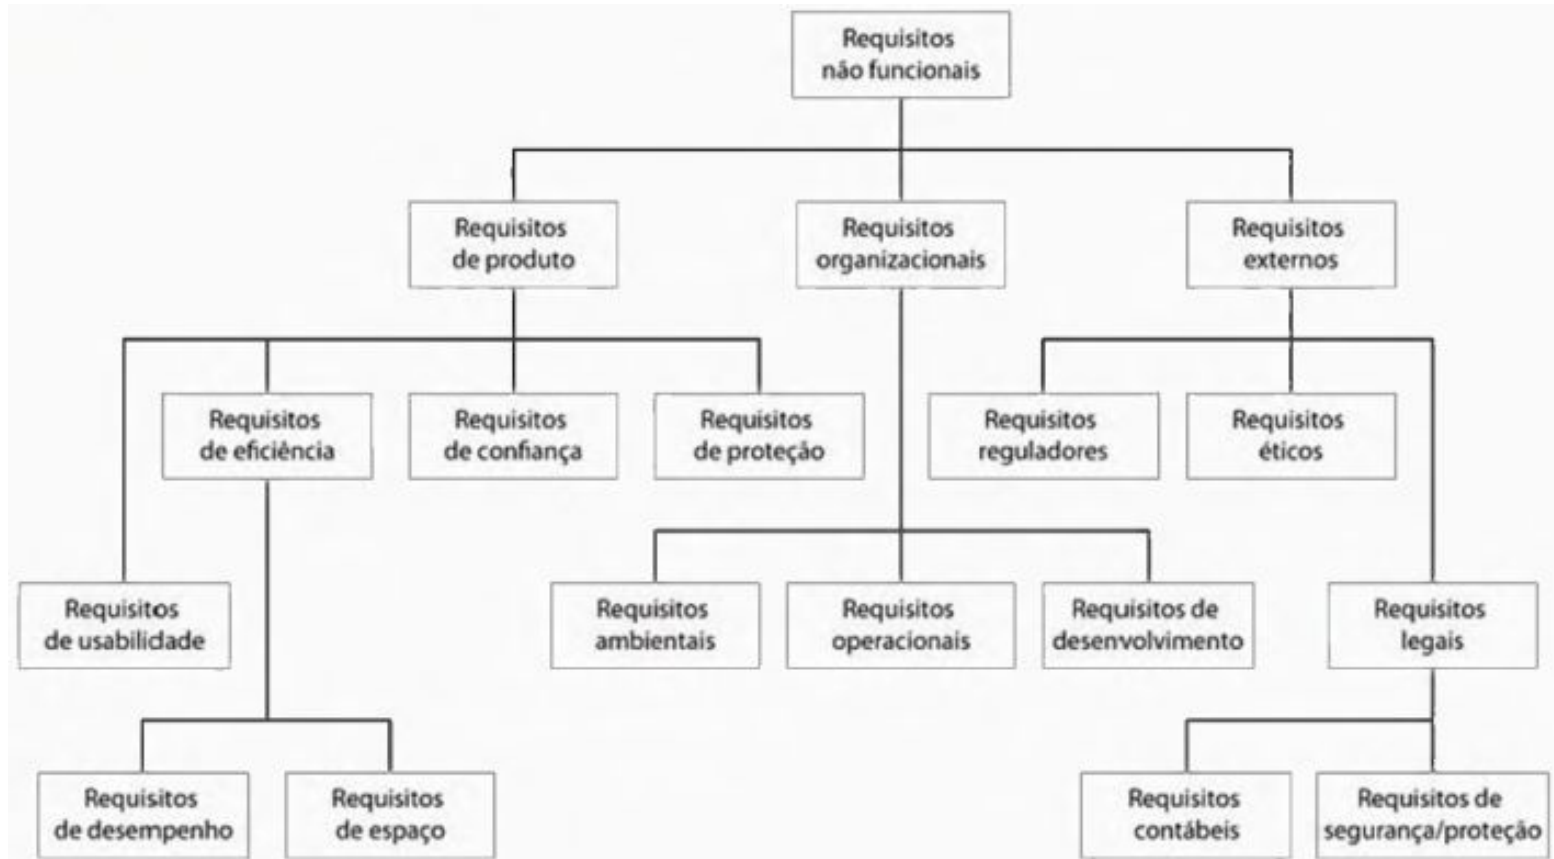 Requisitos
não funcionais
Requisitos
de produto
Requisitos
organizacionais
Requisitos
externos
Requisitos
de eficiência
Requisitos
de confiança
Requisitos
de proteção
Requisitos
reguladores
Requisitos
éticos
Requisitos
de usabilidade
Requisitos
ambientais
Requisitos
operacionais
Requisitos de
desenvolvimento
Requisitos
legais
Requisitos
de desempenho
Requisitos
de espaço
Requisitos
contábeis
Requisitos de
segurança/proteção